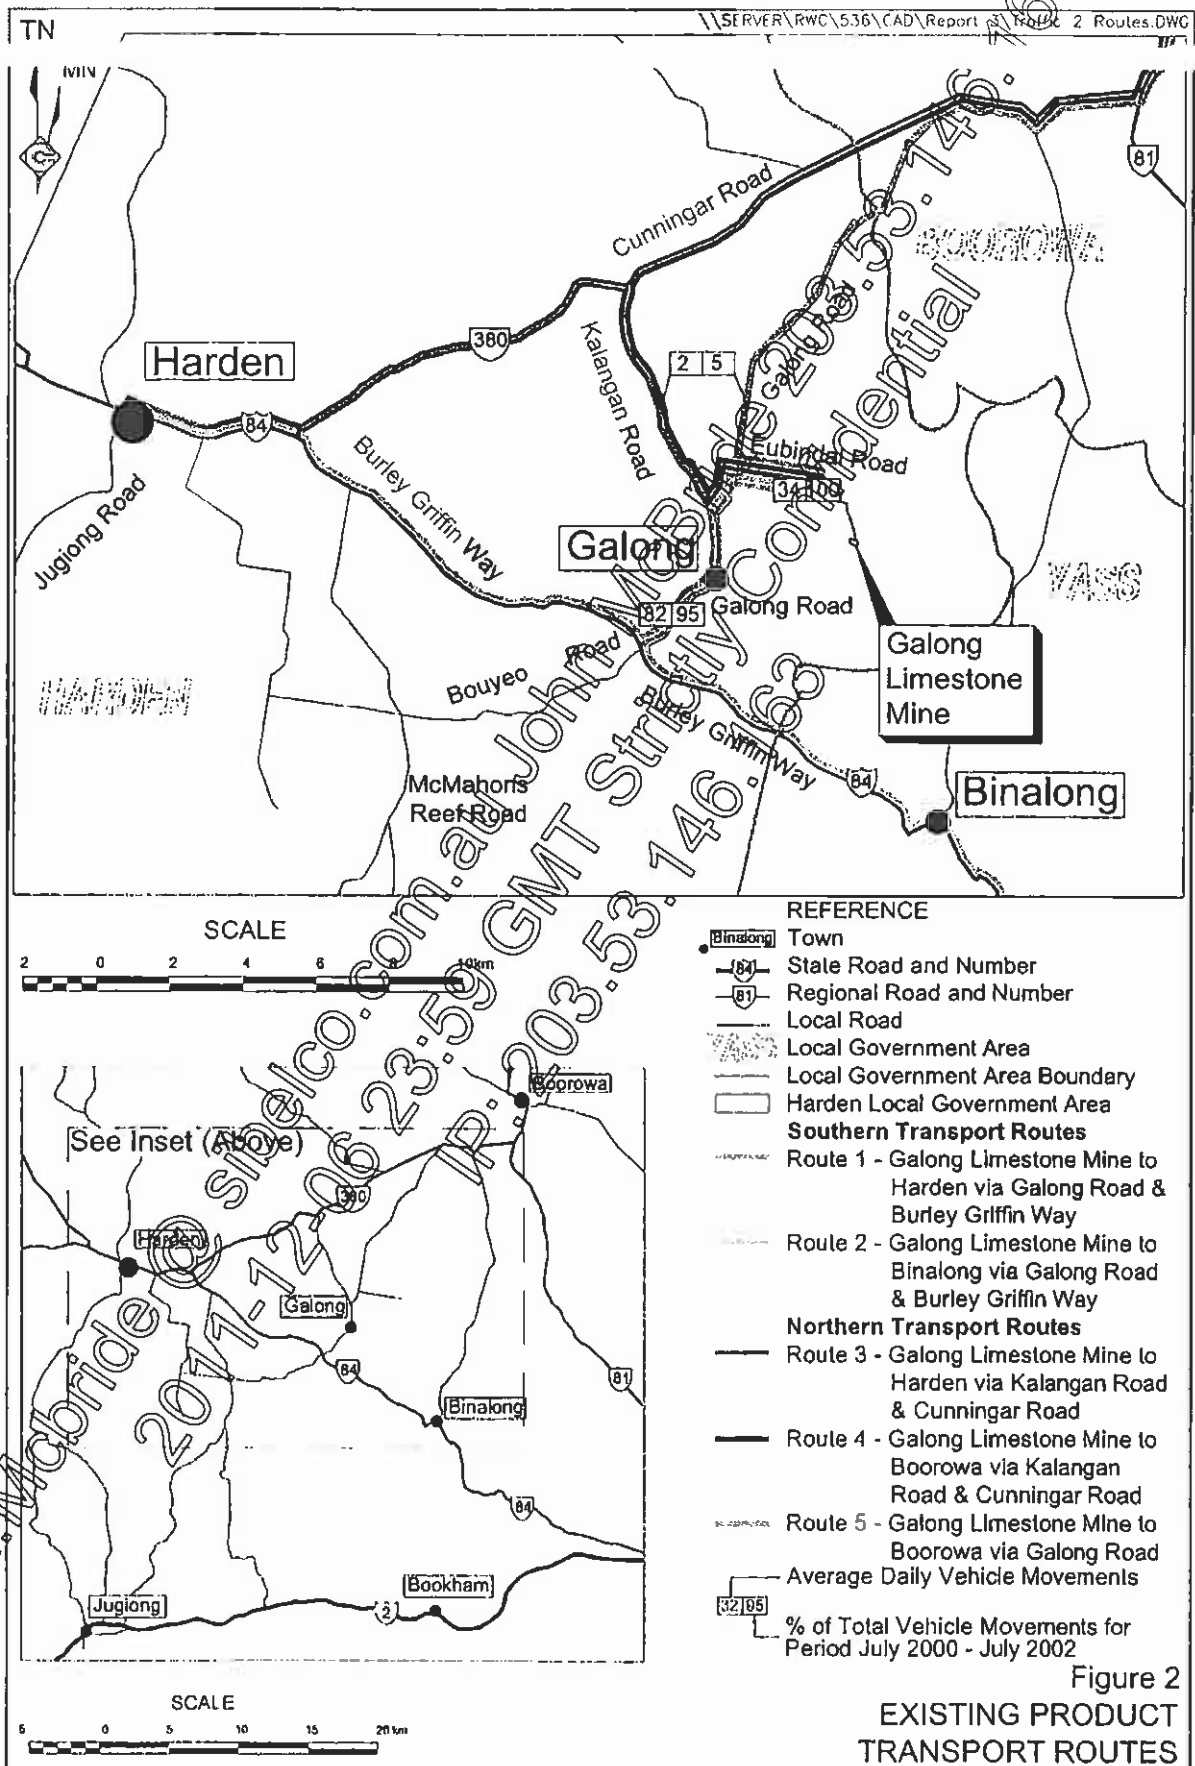 \\SERVER\RWC\536\CAD\Report 3\Traffic 2 Routes.DWG
TN
MN
81
Cunningar Road
BOOROWA
380
Harden
Kalangan Road
2 5
Galong Road
84
Eubindal Road
34 100
Burley Griffin Way
Jugiong Road
Galong
YASS
82 95
Galong Road
Bouyeo Road
Galong
Limestone
Mine
HARDEN
Burley Griffin Way
84
McMahons
Reef Road
Binalong
SCALE
2 0 2 4 6 8 10km
REFERENCE
Binalong Town
84 State Road and Number
81 Regional Road and Number
Local Road
YASS Local Government Area
Local Government Area Boundary
Harden Local Government Area
Southern Transport Routes
Route 1 - Galong Limestone Mine to
Harden via Galong Road &
Burley Griffin Way
Route 2 - Galong Limestone Mine to
Binalong via Galong Road
& Burley Griffin Way
Northern Transport Routes
Route 3 - Galong Limestone Mine to
Harden via Kalangan Road
& Cunningar Road
Route 4 - Galong Limestone Mine to
Boorowa via Kalangan
Road & Cunningar Road
Route 5 - Galong Limestone Mine to
Boorowa via Galong Road
Average Daily Vehicle Movements
32 95
% of Total Vehicle Movements for
Period July 2000 - July 2002
Boorowa
See Inset (Above)
380
Harden
Galong
84
81
Binalong
84
Bookham
Jugiong
2
SCALE
5 0 5 10 15 20 km
Figure 2
EXISTING PRODUCT
TRANSPORT ROUTES
Mcbride @ sibelco.com.au John McBride 203.53.146.163
2011-12-06 23:59 GMT Strictly Confidential
IP: 203.53.146.163